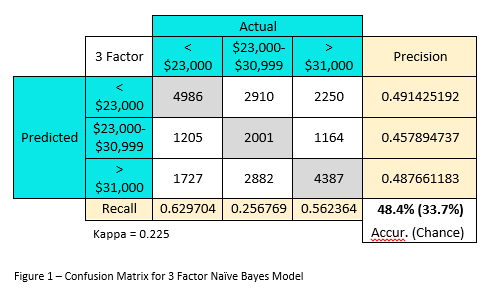 Actual
3 Factor < $23,000 $23,000-$30,999 > $31,000 Precision
Predicted < $23,000 4986 2910 2250 0.491425192
$23,000-$30,999 1205 2001 1164 0.457894737
> $31,000 1727 2882 4387 0.487661183
Recall 0.629704 0.256769 0.562364 48.4% (33.7%)
Kappa = 0.225 Accur. (Chance)
Figure 1 – Confusion Matrix for 3 Factor Naïve Bayes Model